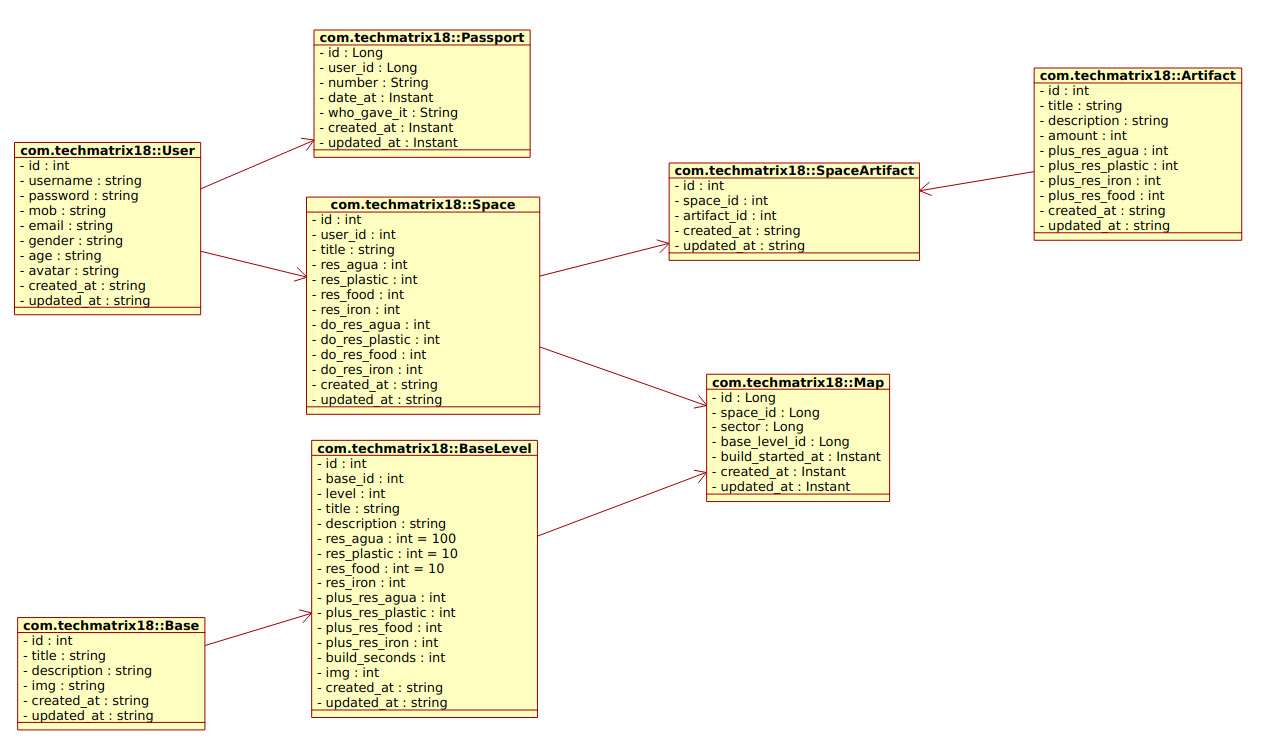 com.techmatrix18::Passport
- id : Long
- user_id : Long
- number : String
- date_at : Instant
- who_gave_it : String
- created_at : Instant
- updated_at : Instant
com.techmatrix18::Artifact
- id : int
- title : string
- description : string
- amount : int
- plus_res_agua : int
- plus_res_plastic : int
- plus_res_iron : int
- plus_res_food : int
- created_at : string
- updated_at : string
com.techmatrix18::User
- id : int
- username : string
- password : string
- mob : string
- email : string
- gender : string
- age : string
- avatar : string
- created_at : string
- updated_at : string
com.techmatrix18::SpaceArtifact
- id : int
- space_id : int
- artifact_id : int
- created_at : string
- updated_at : string
com.techmatrix18::Space
- id : int
- user_id : int
- title : string
- res_agua : int
- res_plastic : int
- res_food : int
- res_iron : int
- do_res_agua : int
- do_res_plastic : int
- do_res_food : int
- do_res_iron : int
- created_at : string
- updated_at : string
com.techmatrix18::Map
- id : Long
- space_id : Long
- sector : Long
- base_level_id : Long
- build_started_at : Instant
- created_at : Instant
- updated_at : Instant
com.techmatrix18::BaseLevel
- id : int
- base_id : int
- level : int
- title : string
- description : string
- res_agua : int = 100
- res_plastic : int = 10
- res_food : int = 10
- res_iron : int
- plus_res_agua : int
- plus_res_plastic : int
- plus_res_food : int
- plus_res_iron : int
- build_seconds : int
- img : int
- created_at : string
- updated_at : string
com.techmatrix18::Base
- id : int
- title : string
- description : string
- img : string
- created_at : string
- updated_at : string